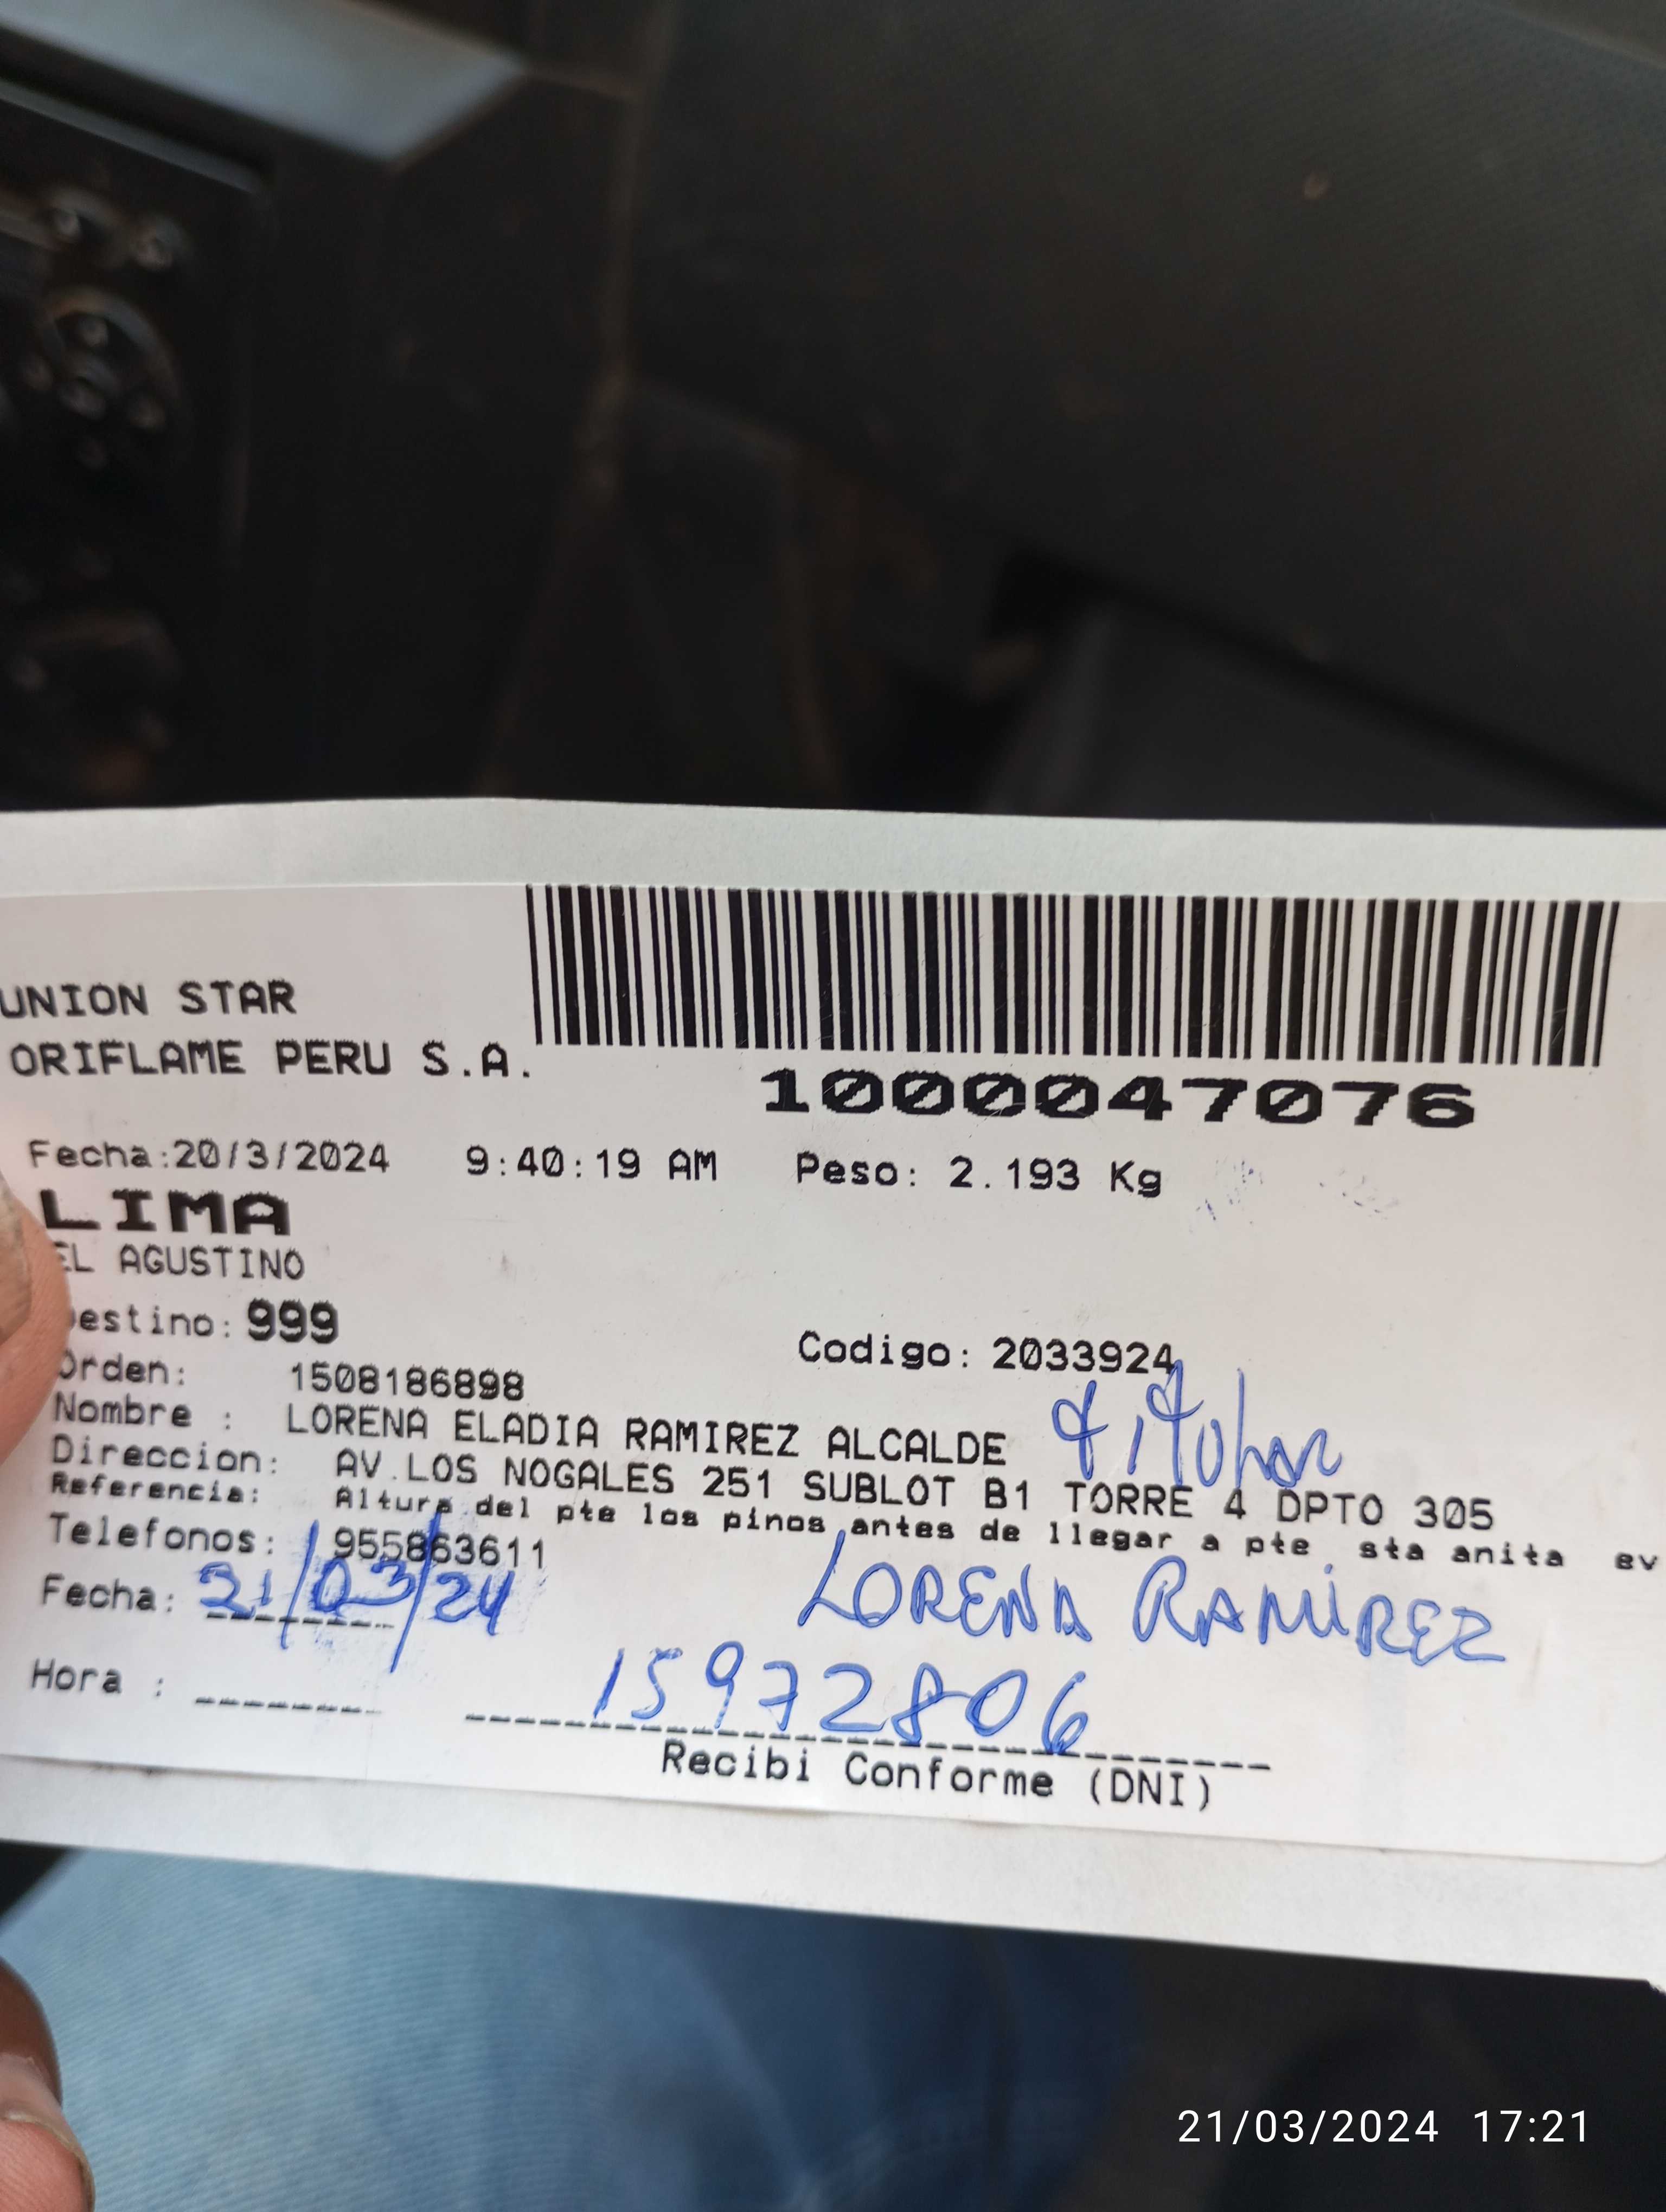 UNION STAR
ORIFLAME PERU S.A.
1000047076
Fecha:20/3/2024 9:40:19 AM Peso: 2.193 Kg
LIMA
EL AGUSTINO
Destino: 999
Codigo: 2033924
Orden: 1508186898
Nombre : LORENA ELADIA RAMIREZ ALCALDE
Titular
Direccion: AV.LOS NOGALES 251 SUBLOT B1 TORRE 4 DPTO 305
Referencia: Altura del pte los pinos antes de llegar a pte sta anita ev
Telefonos: 955863611
Fecha: 21/03/24
LORENA RAMIREZ
Hora :
15972806
Recibi Conforme (DNI)
21/03/2024 17:21